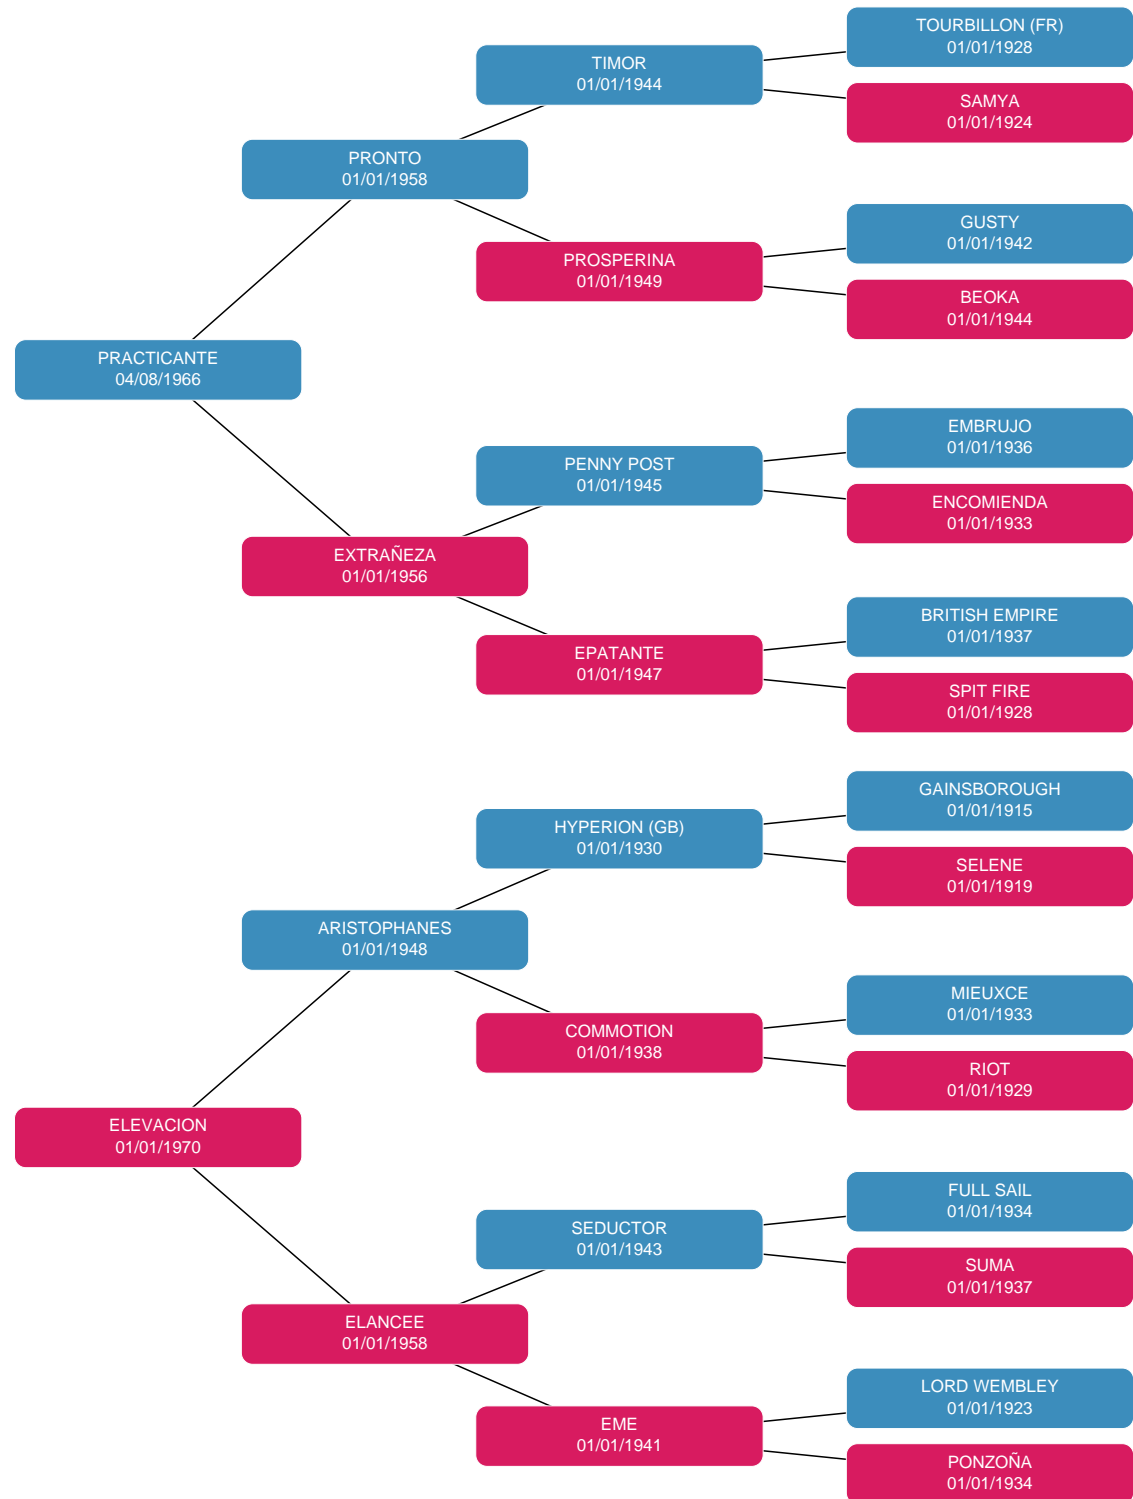 TOURBILLON (FR)
01/01/1928
TIMOR
01/01/1944
SAMYA
01/01/1924
PRONTO
01/01/1958
GUSTY
01/01/1942
PROSPERINA
01/01/1949
BEOKA
01/01/1944
PRACTICANTE
04/08/1966
EMBRUJO
01/01/1936
PENNY POST
01/01/1945
ENCOMIENDA
01/01/1933
EXTRAÑEZA
01/01/1956
BRITISH EMPIRE
01/01/1937
EPATANTE
01/01/1947
SPIT FIRE
01/01/1928
GAINSBOROUGH
01/01/1915
HYPERION (GB)
01/01/1930
SELENE
01/01/1919
ARISTOPHANES
01/01/1948
MIEUXCE
01/01/1933
COMMOTION
01/01/1938
RIOT
01/01/1929
ELEVACION
01/01/1970
FULL SAIL
01/01/1934
SEDUCTOR
01/01/1943
SUMA
01/01/1937
ELANCEE
01/01/1958
LORD WEMBLEY
01/01/1923
EME
01/01/1941
PONZOÑA
01/01/1934